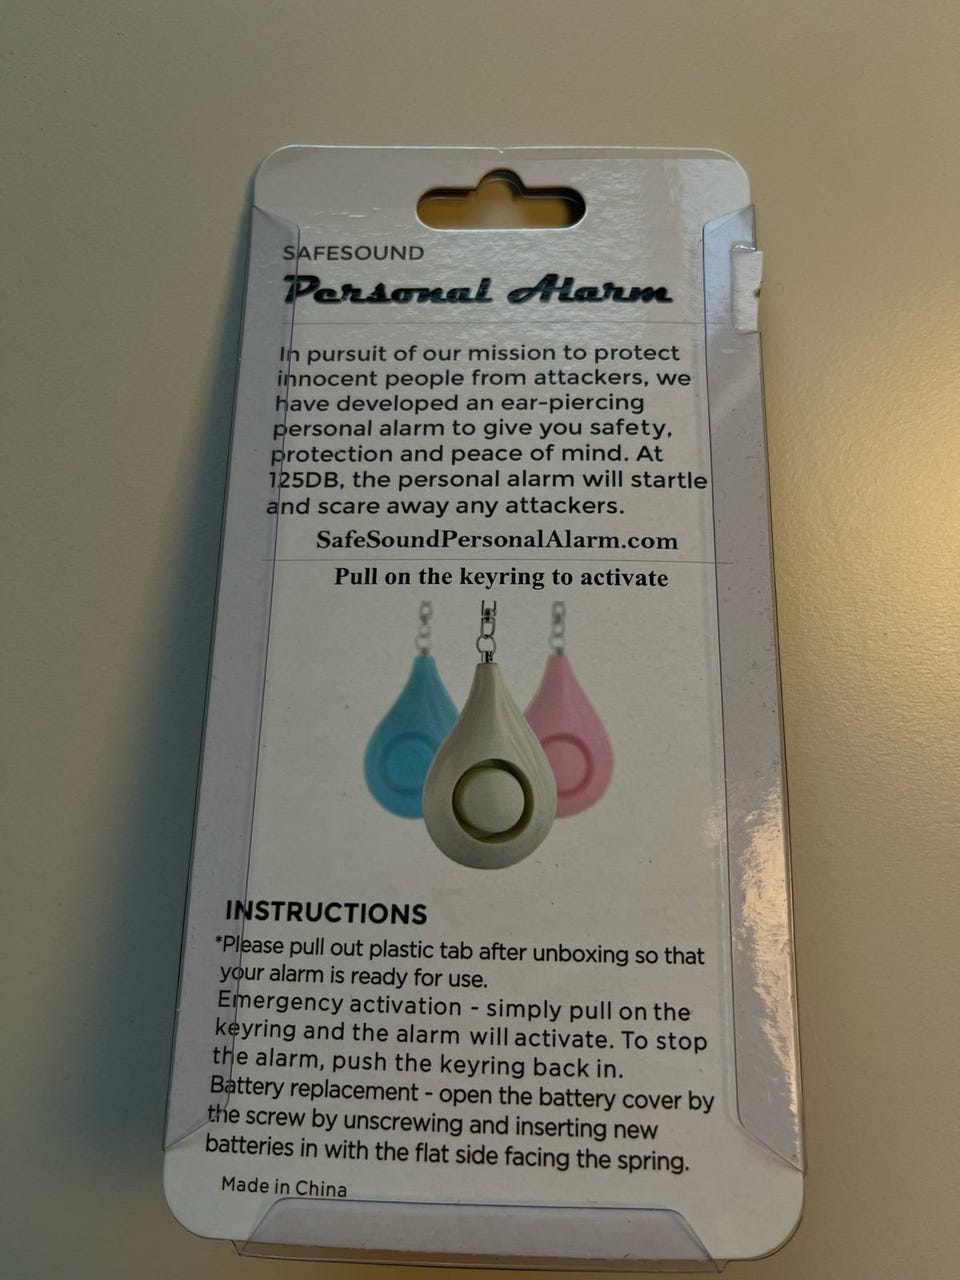 SAFESOUND
Personal Alarm
In pursuit of our mission to protect
innocent people from attackers, we
have developed an ear-piercing
personal alarm to give you safety,
protection and peace of mind. At
125DB, the personal alarm will startle
and scare away any attackers.
SafeSoundPersonalAlarm.com
Pull on the keyring to activate
INSTRUCTIONS
*Please pull out plastic tab after unboxing so that
your alarm is ready for use.
Emergency activation - simply pull on the
keyring and the alarm will activate. To stop
the alarm, push the keyring back in.
Battery replacement - open the battery cover by
the screw by unscrewing and inserting new
batteries in with the flat side facing the spring.
Made in China